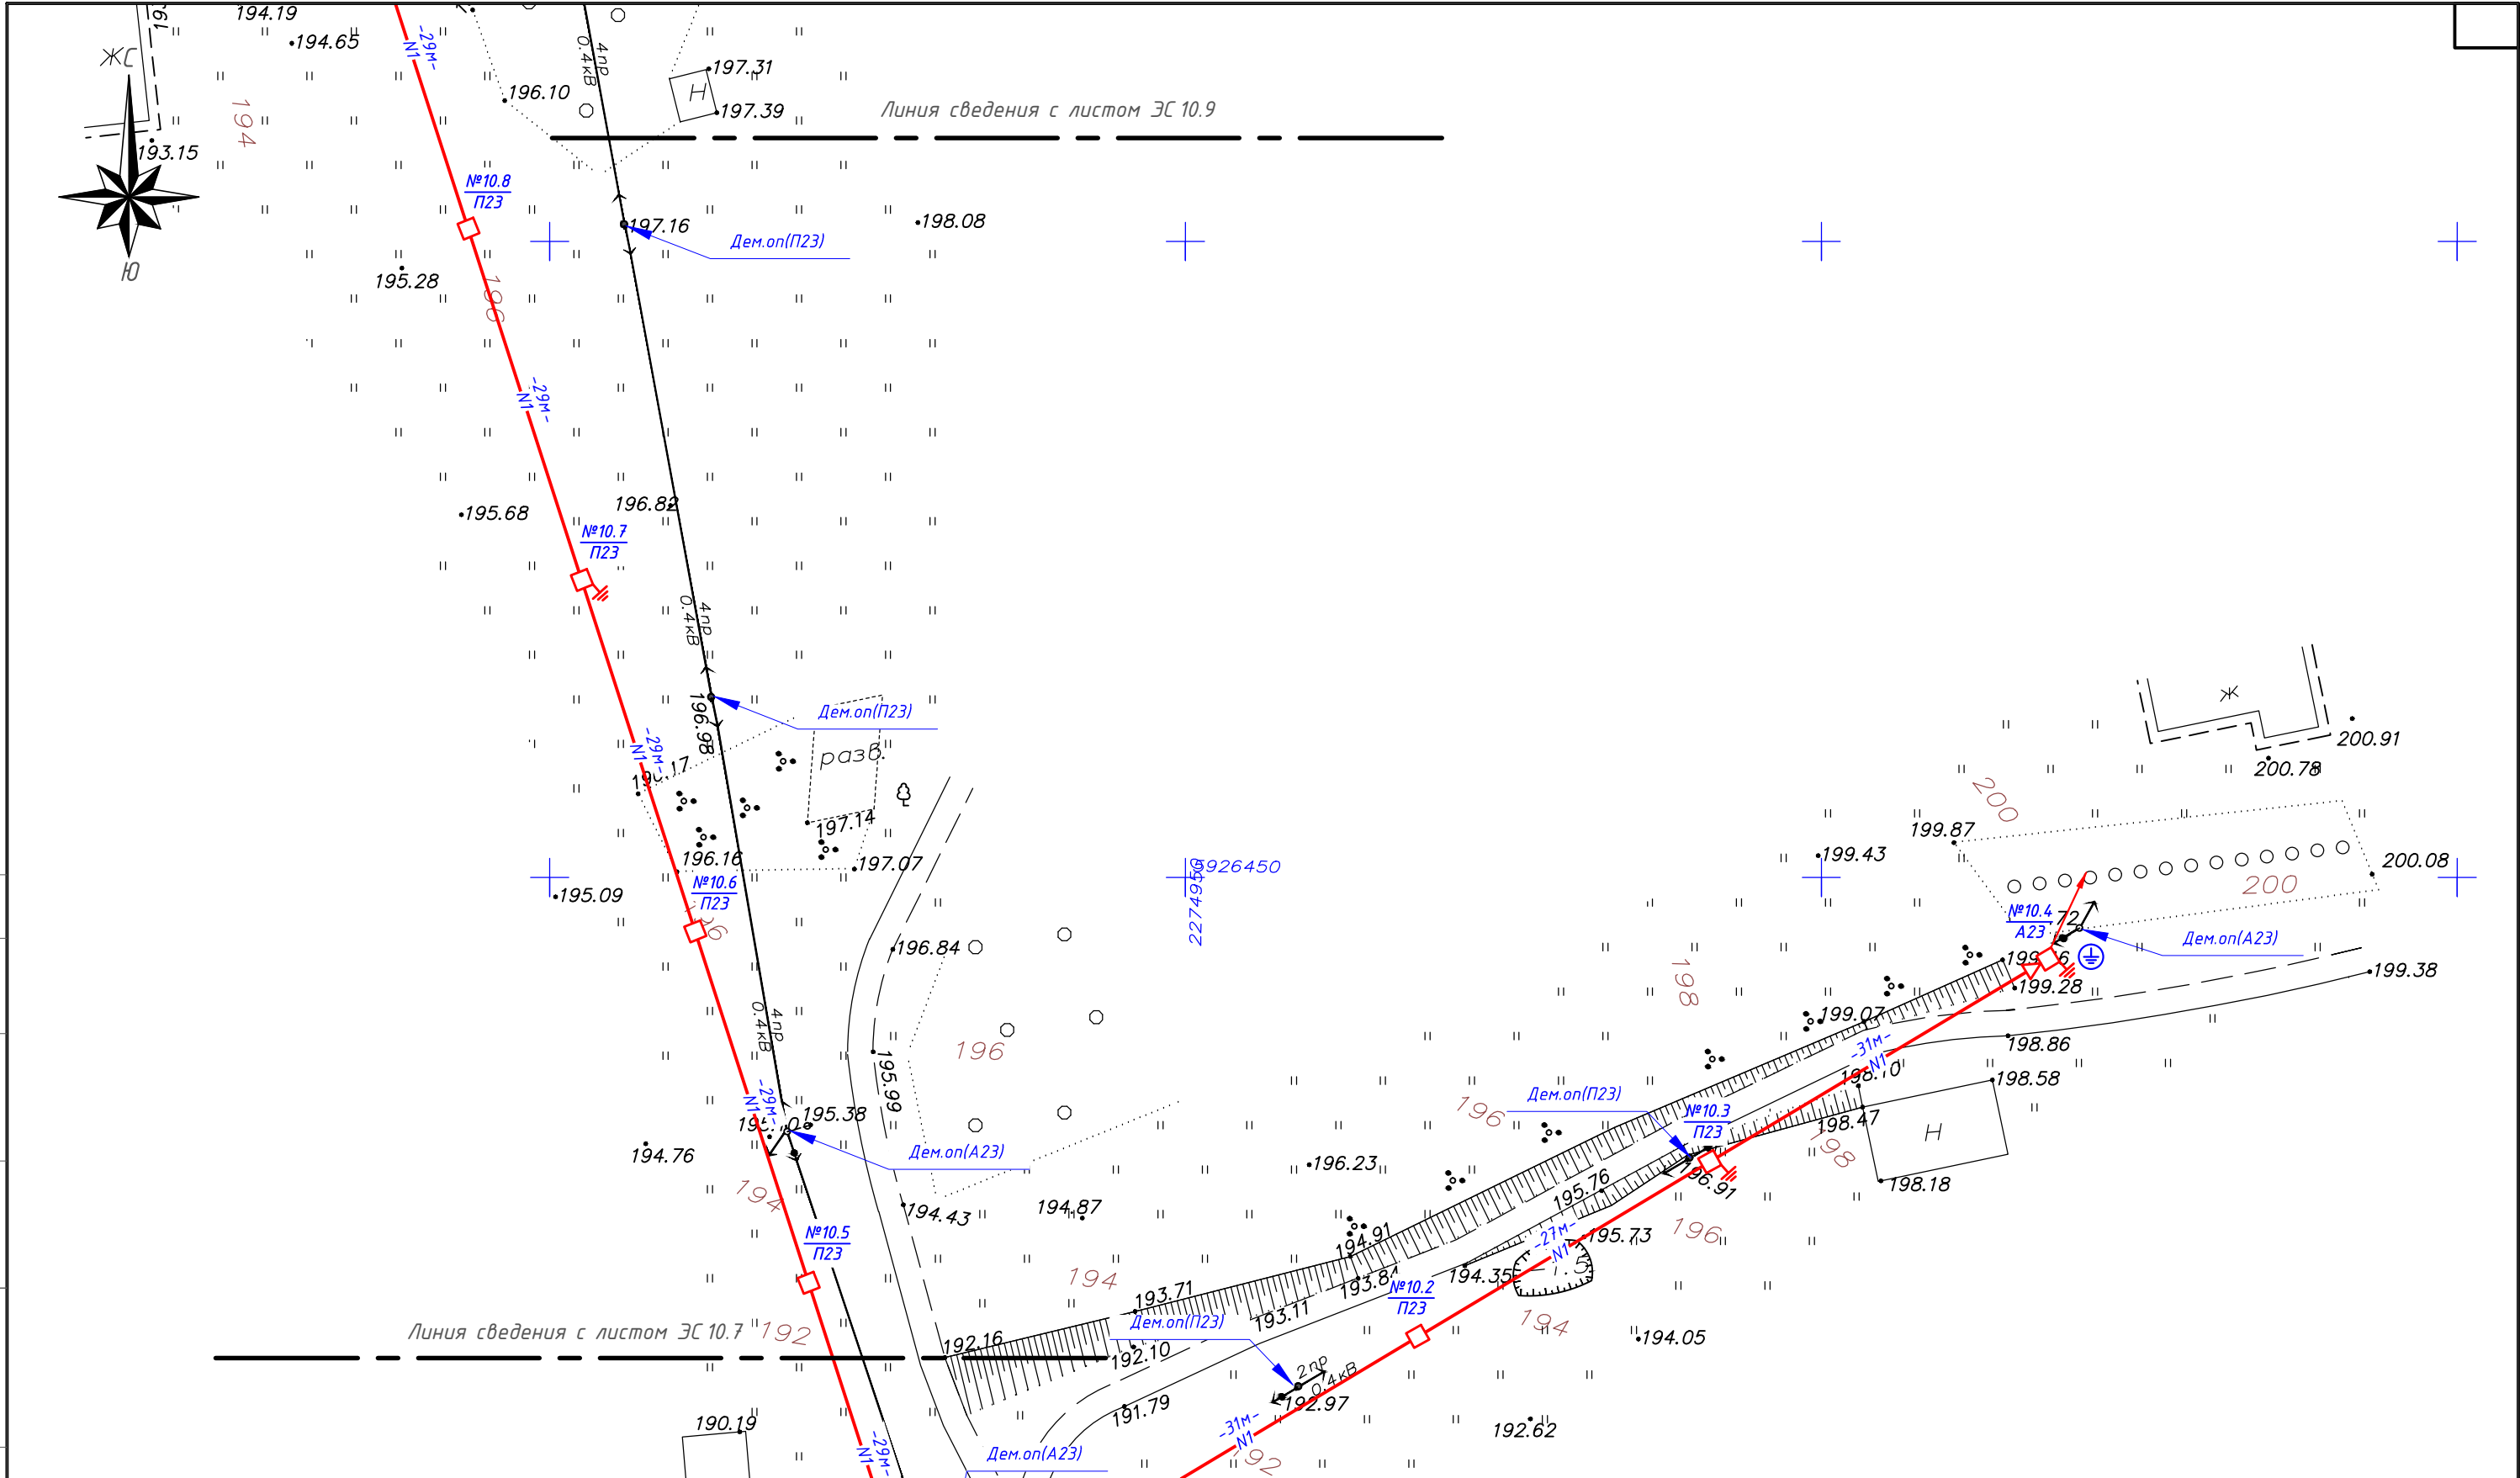 194.19
194.65
ЖС
193.15
Ю
194
-29м-
N1
4пр
0.4кВ
196.10
197.31
Н
197.39
Линия сведения с листом ЭС 10.9
№10.8
П23
197.16
Дем.оп(П23)
198.08
195.28
196
-29м-
N1
195.68
196.82
№10.7
П23
4пр
0.4кВ
196.98
Дем.оп(П23)
-29м-
N1
разв.
197.14
196.16
197.07
№10.6
П23
195.09
5926450
2274950
196.84
196
195.99
4пр
0.4кВ
-29м-
N1
195.38
194.76
Дем.оп(А23)
194
194.43
№10.5
П23
194.87
194
192
Линия сведения с листом ЭС 10.7
192.16
193.71
192.10
193.11
Дем.оп(П23)
191.79
190.19
-29м-
N1
Дем.оп(А23)
2пр
0.4кВ
192.97
-31м-
N1
192.62
194.05
194
№10.2
П23
194.91
194.35
-27м-
N1
195.73
195.76
196.23
196
196
Дем.оп(П23)
№10.3
П23
196.91
198
198.47
198.10
198.58
Н
198.18
-31м-
N1
198.86
199.07
198
199.28
199.38
№10.4
А23
Дем.оп(А23)
200
200.08
199.43
199.87
200
Ж
200.78
200.91